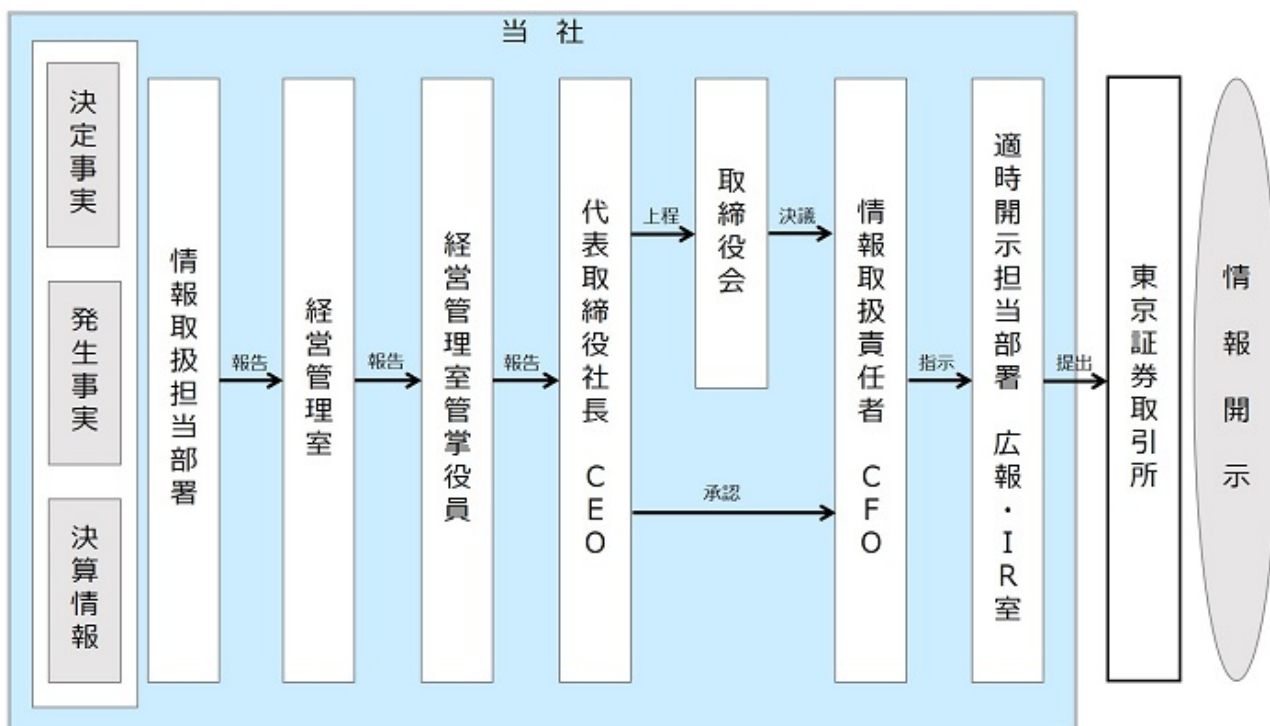 当 社
決定事実
発生事実
決算情報
情報取扱担当部署
報告
経営管理室
報告
経営管理室管掌役員
報告
代表取締役社長 CEO
上程
取締役会
決議
承認
情報取扱責任者 CFO
指示
適時開示担当部署 広報・IR室
提出
東京証券取引所
情報開示